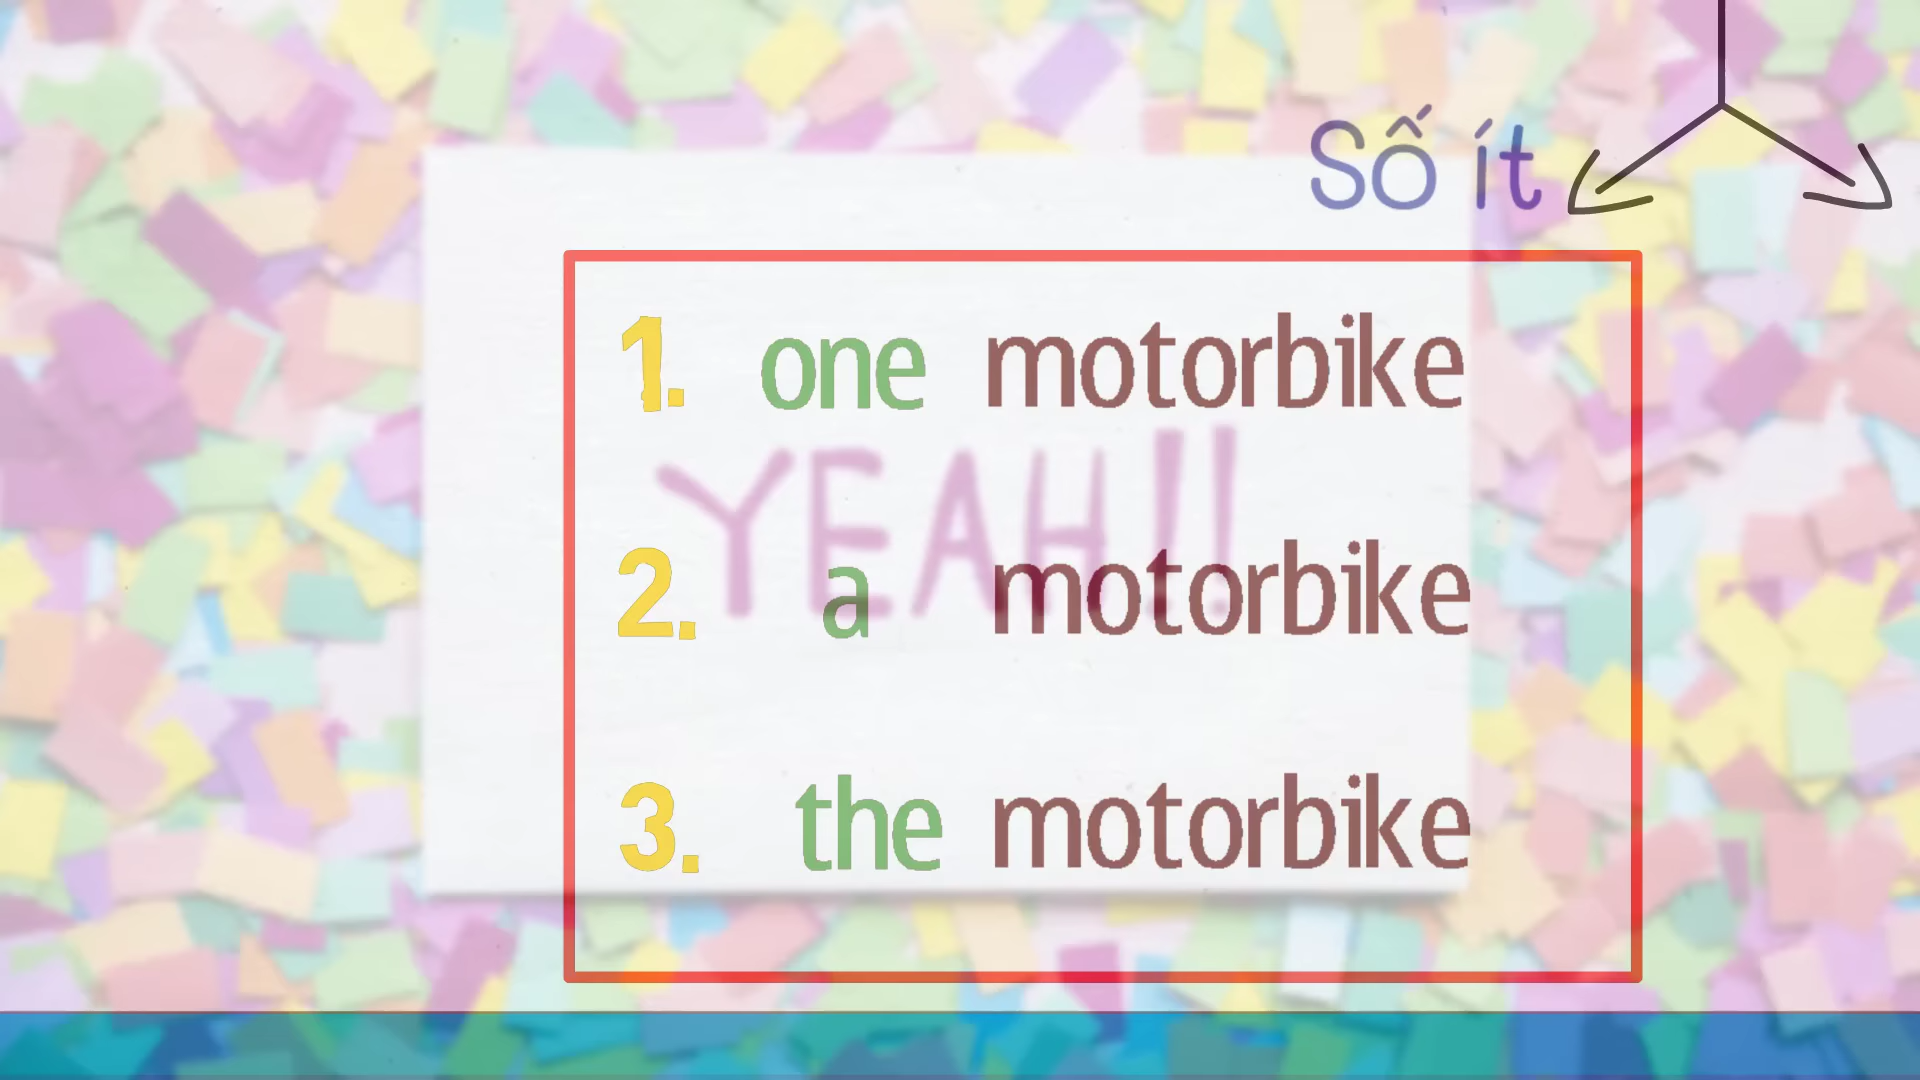 Số ít
1. one motorbike
YEAH!!
2. a motorbike
3. the motorbike